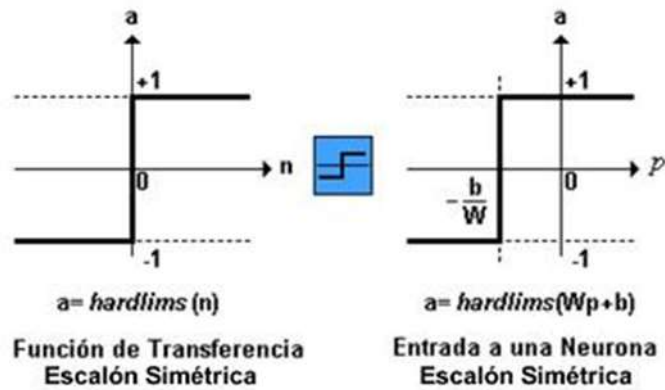 a
+1
0
n
-1
a= hardlims (n)
Función de Transferencia
Escalón Simétrica
a
+1
0
p
-b/W
-1
a= hardlims(Wp+b)
Entrada a una Neurona
Escalón Simétrica